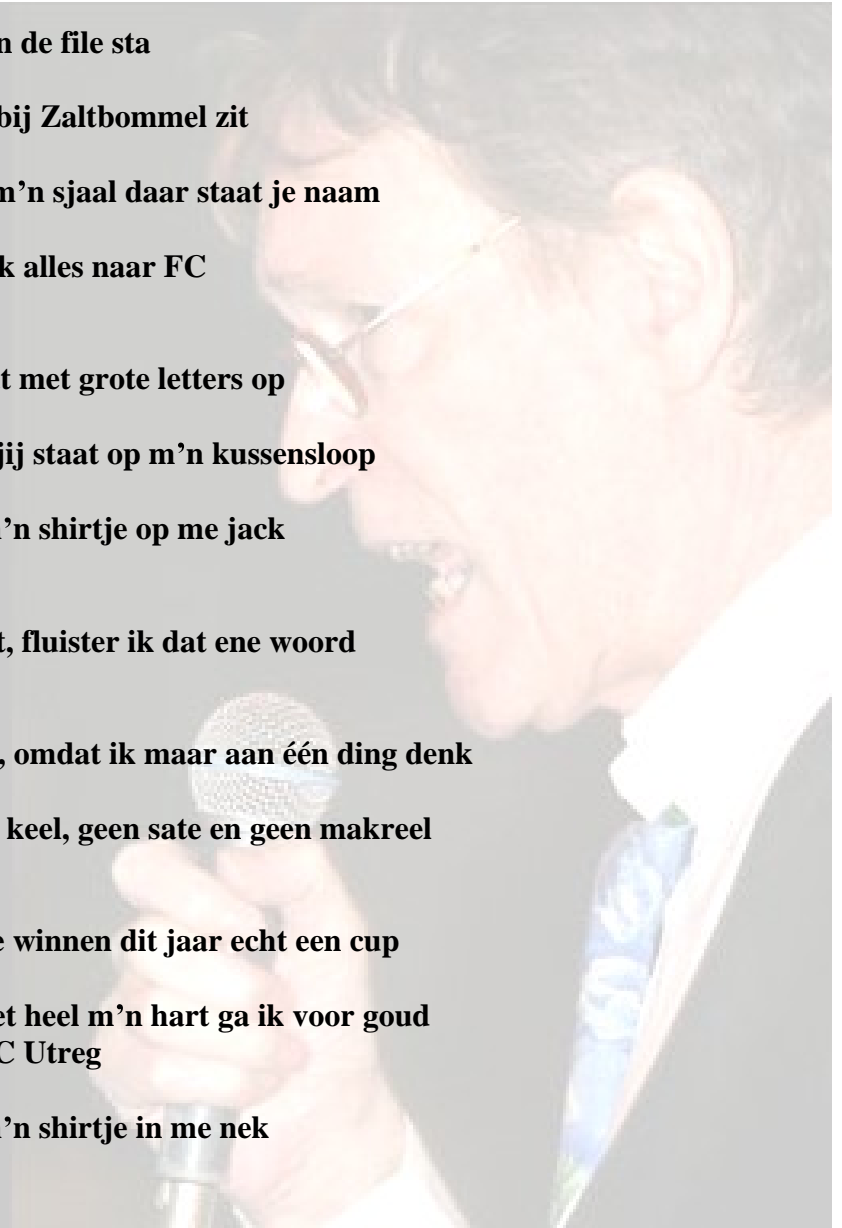 n de file sta
bij Zaltbommel zit
m’n sjaal daar staat je naam
k alles naar FC
t met grote letters op
jij staat op m’n kussensloop
’n shirtje op me jack
t, fluister ik dat ene woord
, omdat ik maar aan één ding denk
keel, geen sate en geen makreel
e winnen dit jaar echt een cup
et heel m’n hart ga ik voor goud
C Utreg
’n shirtje in me nek